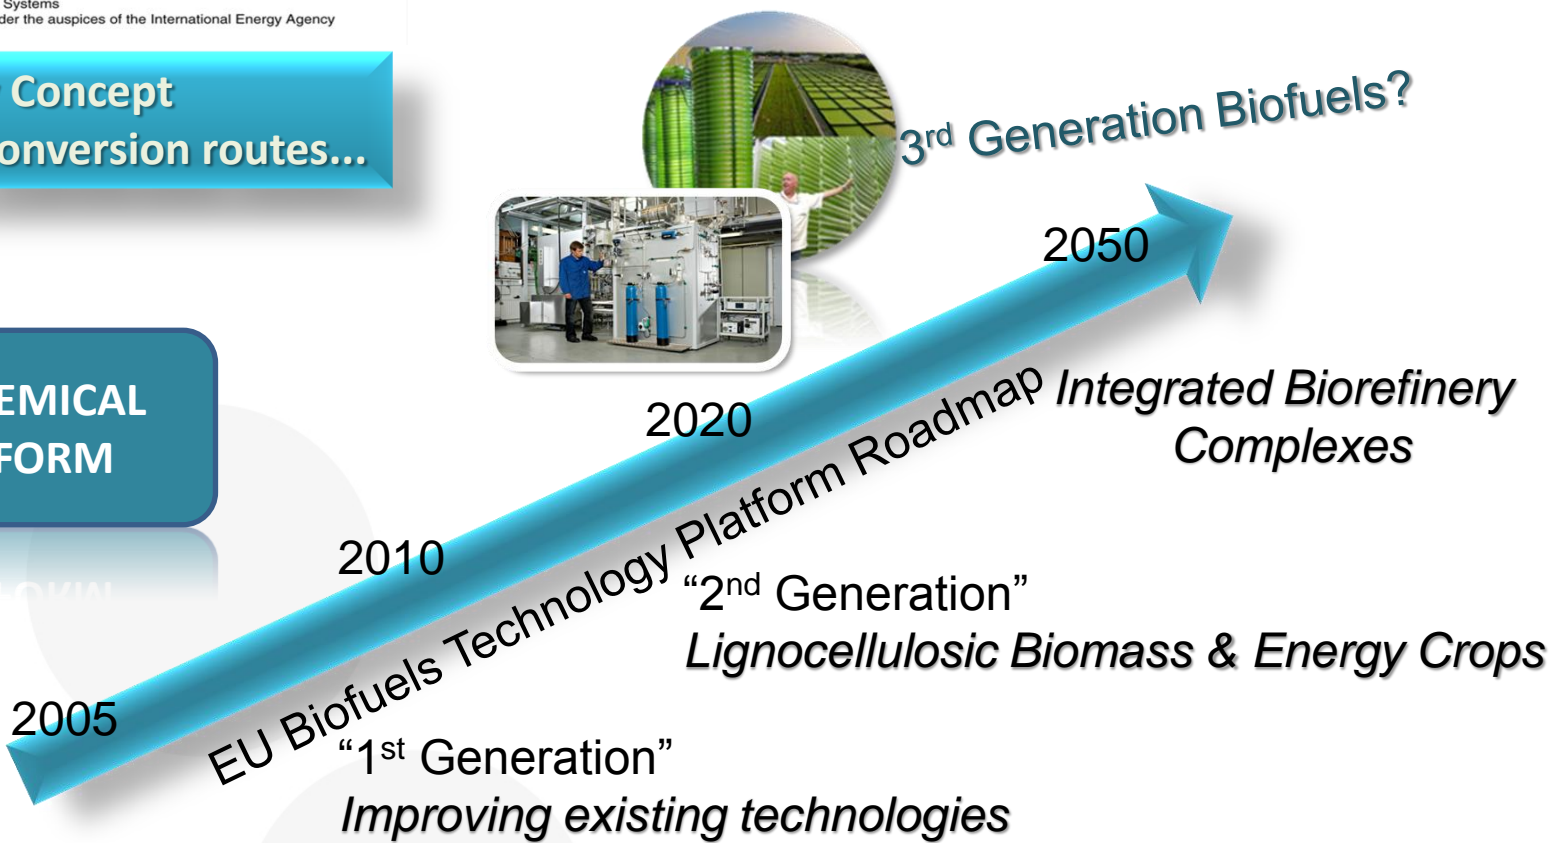 Systems
der the auspices of the International Energy Agency
Concept
onversion routes...
3rd Generation Biofuels?
2050
EMICAL
FORM
2020
Integrated Biorefinery
Complexes
2010
EU Biofuels Technology Platform Roadmap
“2nd Generation”
Lignocellulosic Biomass & Energy Crops
2005
“1st Generation”
Improving existing technologies